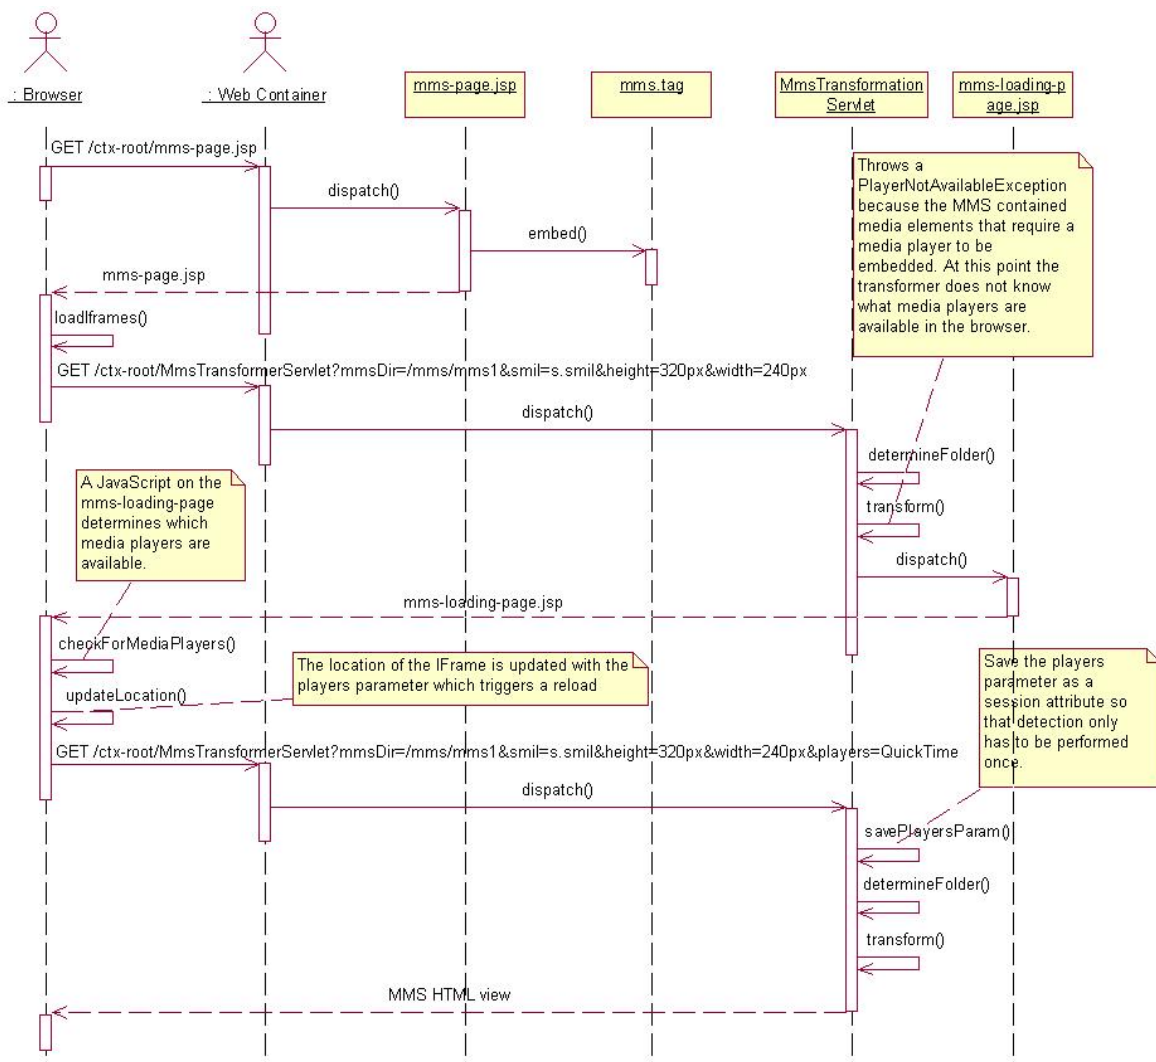 : Browser
: Web Container
mms-page.jsp
mms.tag
MmsTransformation
Servlet
mms-loading-p
age.jsp
GET /ctx-root/mms-page.jsp
dispatch()
embed()
mms-page.jsp
Throws a
PlayerNotAvailableException
because the MMS contained
media elements that require a
media player to be
embedded. At this point the
transformer does not know
what media players are
available in the browser.
loadIframes()
GET /ctx-root/MmsTransformerServlet?mmsDir=/mms/mms1&smil=s.smil&height=320px&width=240px
dispatch()
determineFolder()
A JavaScript on the
mms-loading-page
determines which
media players are
available.
transform()
dispatch()
mms-loading-page.jsp
checkForMediaPlayers()
The location of the IFrame is updated with the
players parameter which triggers a reload
Save the players
parameter as a
session attribute so
that detection only
has to be performed
once.
updateLocation()
GET /ctx-root/MmsTransformerServlet?mmsDir=/mms/mms1&smil=s.smil&height=320px&width=240px&players=QuickTime
dispatch()
savePlayersParam()
determineFolder()
transform()
MMS HTML view